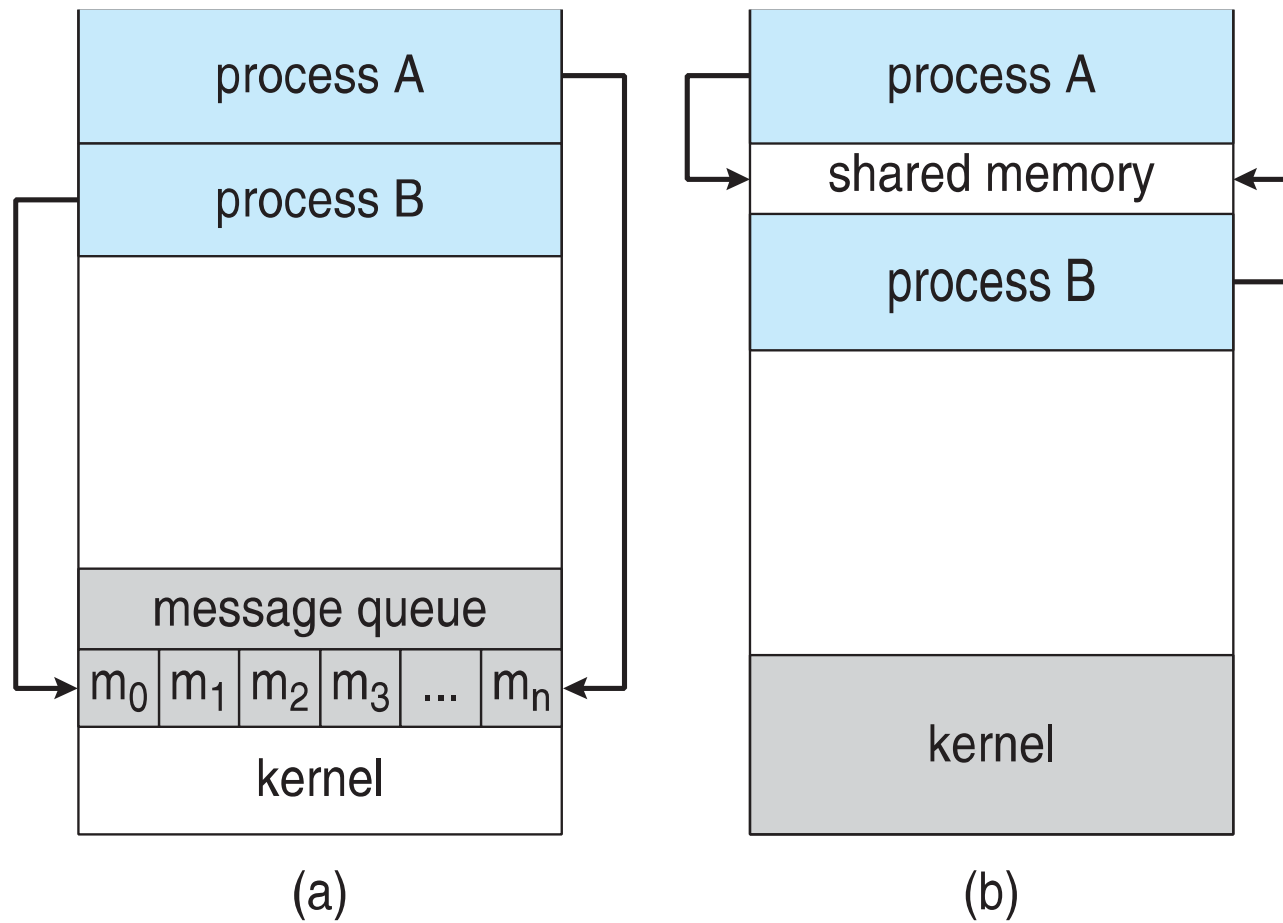 process A
process B
message queue
m0 m1 m2 m3 ... mn
kernel
(a)
process A
shared memory
process B
kernel
(b)